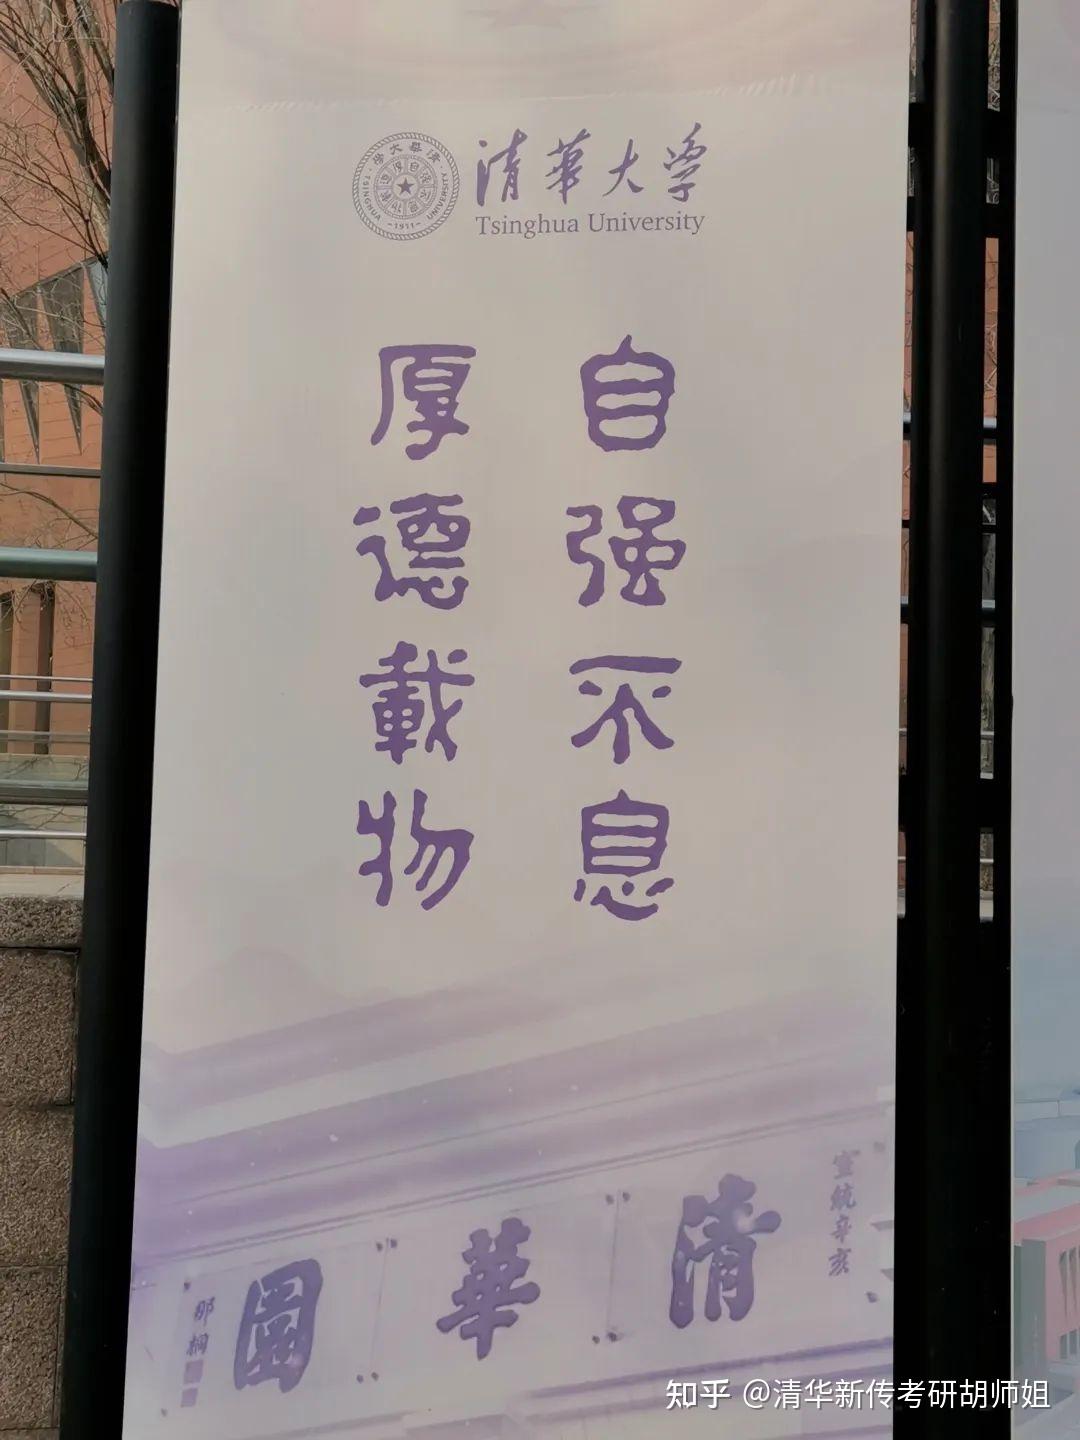 清華大学
Tsinghua University
自强不息
厚德載物
宣統辛亥
清華園
那桐
知乎 @清华新传考研胡师姐